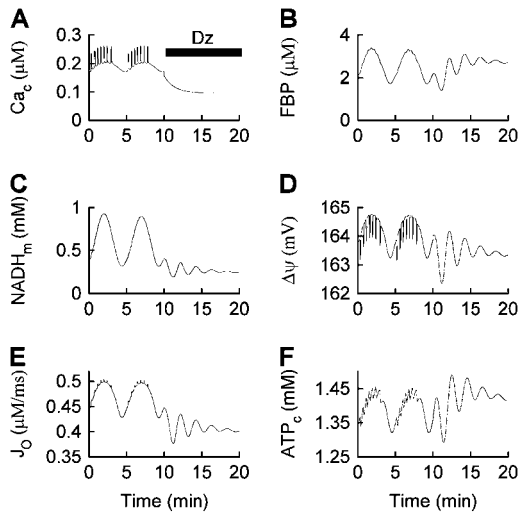 A
Ca_c (μM)
0.3
0.2
0.1
0
Dz
0 5 10 15 20
B
FBP (μM)
4
2
0
0 5 10 15 20
C
NADH_m (mM)
1
0.5
0
0 5 10 15 20
D
Δψ (mV)
165
164
163
162
0 5 10 15 20
E
J_O (μM/ms)
0.5
0.45
0.4
0.35
0 5 10 15 20
Time (min)
F
ATP_c (mM)
1.45
1.35
1.25
0 5 10 15 20
Time (min)